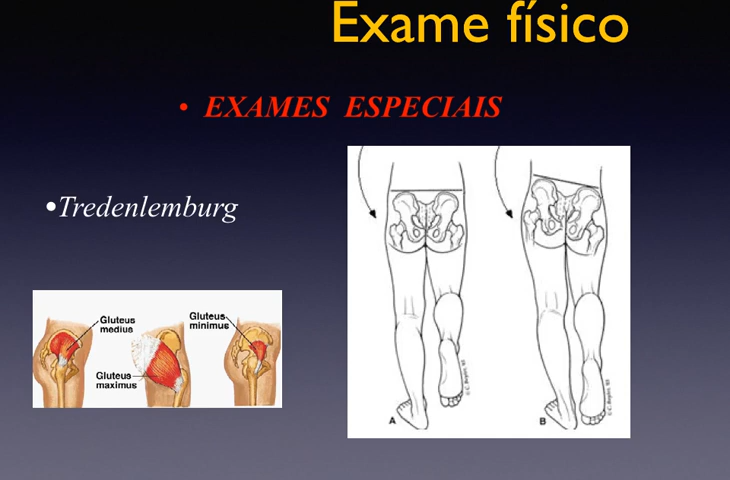 Exame físico
• EXAMES ESPECIAIS
•Tredenlemburg
Gluteus
medius
Gluteus
maximus
Gluteus
minimus
A
B